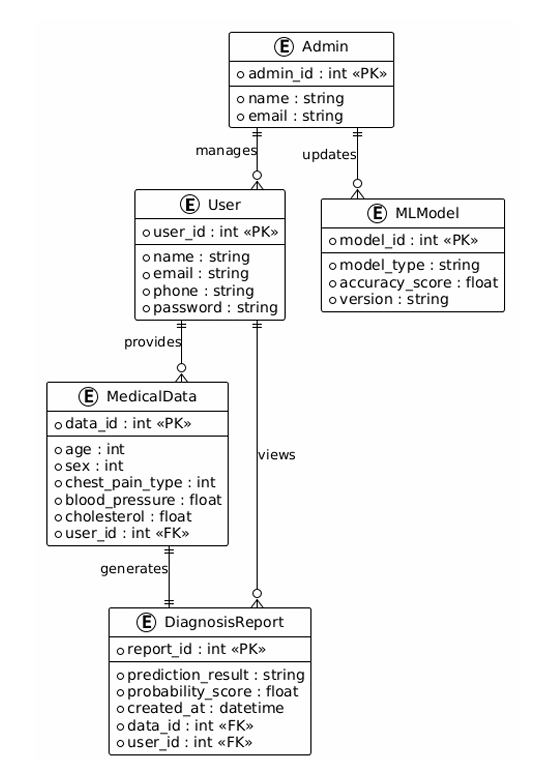 E Admin
admin_id : int «PK»
name : string
email : string
manages
updates
E User
user_id : int «PK»
name : string
email : string
phone : string
password : string
E MLModel
model_id : int «PK»
model_type : string
accuracy_score : float
version : string
provides
views
E MedicalData
data_id : int «PK»
age : int
sex : int
chest_pain_type : int
blood_pressure : float
cholesterol : float
user_id : int «FK»
generates
E DiagnosisReport
report_id : int «PK»
prediction_result : string
probability_score : float
created_at : datetime
data_id : int «FK»
user_id : int «FK»